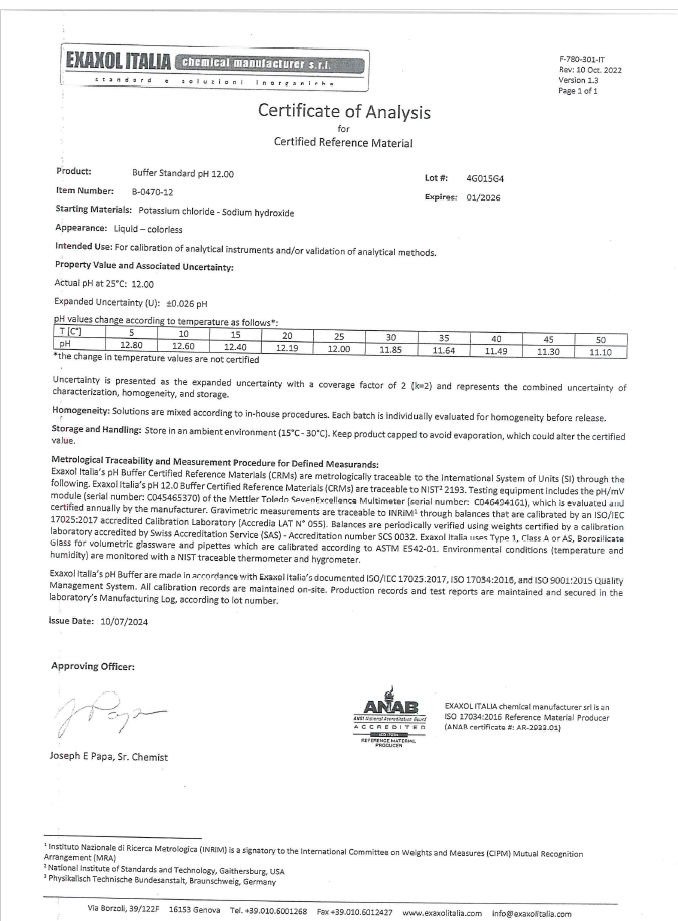 EXAXOL ITALIA chemical manufacturer s.r.l.
standard e soluzioni inorganiche
F-780-301-IT
Rev: 10 Oct. 2022
Version 1.3
Page 1 of 1
Certificate of Analysis
for
Certified Reference Material
Product: Buffer Standard pH 12.00
Lot #: 4G015G4
Item Number: B-0470-12
Expires: 01/2026
Starting Materials: Potassium chloride - Sodium hydroxide
Appearance: Liquid – colorless
Intended Use: For calibration of analytical instruments and/or validation of analytical methods.
Property Value and Associated Uncertainty:
Actual pH at 25°C: 12.00
Expanded Uncertainty (U): ±0.026 pH
pH values change according to temperature as follows*:
T [C°] 5 10 15 20 25 30 35 40 45 50
pH 12.80 12.60 12.40 12.19 12.00 11.85 11.64 11.49 11.30 11.10
*the change in temperature values are not certified
Uncertainty is presented as the expanded uncertainty with a coverage factor of 2 (k=2) and represents the combined uncertainty of
characterization, homogeneity, and storage.
Homogeneity: Solutions are mixed according to in-house procedures. Each batch is individually evaluated for homogeneity before release.
Storage and Handling: Store in an ambient environment (15°C - 30°C). Keep product capped to avoid evaporation, which could alter the certified
value.
Metrological Traceability and Measurement Procedure for Defined Measurands:
Exaxol Italia's pH Buffer Certified Reference Materials (CRMs) are metrologically traceable to the International System of Units (SI) through the
following. Exaxol Italia's pH 12.0 Buffer Certified Reference Materials (CRMs) are traceable to NIST² 2193. Testing equipment includes the pH/mV
module (serial number: C045465370) of the Mettler Toledo SevenExcellence Multimeter (serial number: C046494161), which is evaluated and
certified annually by the manufacturer. Gravimetric measurements are traceable to INRiM¹ through balances that are calibrated by an ISO/IEC
17025:2017 accredited Calibration Laboratory (Accredia LAT N° 055). Balances are periodically verified using weights certified by a calibration
laboratory accredited by Swiss Accreditation Service (SAS) - Accreditation number SCS 0032. Exaxol Italia uses Type 1, Class A or AS, Borosilicate
Glass for volumetric glassware and pipettes which are calibrated according to ASTM E542-01. Environmental conditions (temperature and
humidity) are monitored with a NIST traceable thermometer and hygrometer.
Exaxol Italia's pH Buffer are made in accordance with Exaxol Italia's documented ISO/IEC 17025:2017, ISO 17034:2016, and ISO 9001:2015 Quality
Management System. All calibration records are maintained on-site. Production records and test reports are maintained and secured in the
laboratory's Manufacturing Log, according to lot number.
Issue Date: 10/07/2024
Approving Officer:
J Papa
Joseph E Papa, Sr. Chemist
ANAB
ANSI National Accreditation Board
ACCREDITED
ISO 17034
REFERENCE MATERIAL
PRODUCER
EXAXOL ITALIA chemical manufacturer srl is an
ISO 17034:2016 Reference Material Producer
(ANAB certificate #: AR-2933.01)
¹ Instituto Nazionale di Ricerca Metrologica (INRIM) is a signatory to the International Committee on Weights and Measures (CIPM) Mutual Recognition
Arrangement (MRA)
² National Institute of Standards and Technology, Gaithersburg, USA
³ Physikalisch Technische Bundesanstalt, Braunschweig, Germany
Via Borzoli, 39/122F 16153 Genova Tel. +39.010.6001268 Fax +39.010.6012427 www.exaxolitalia.com info@exaxolitalia.com